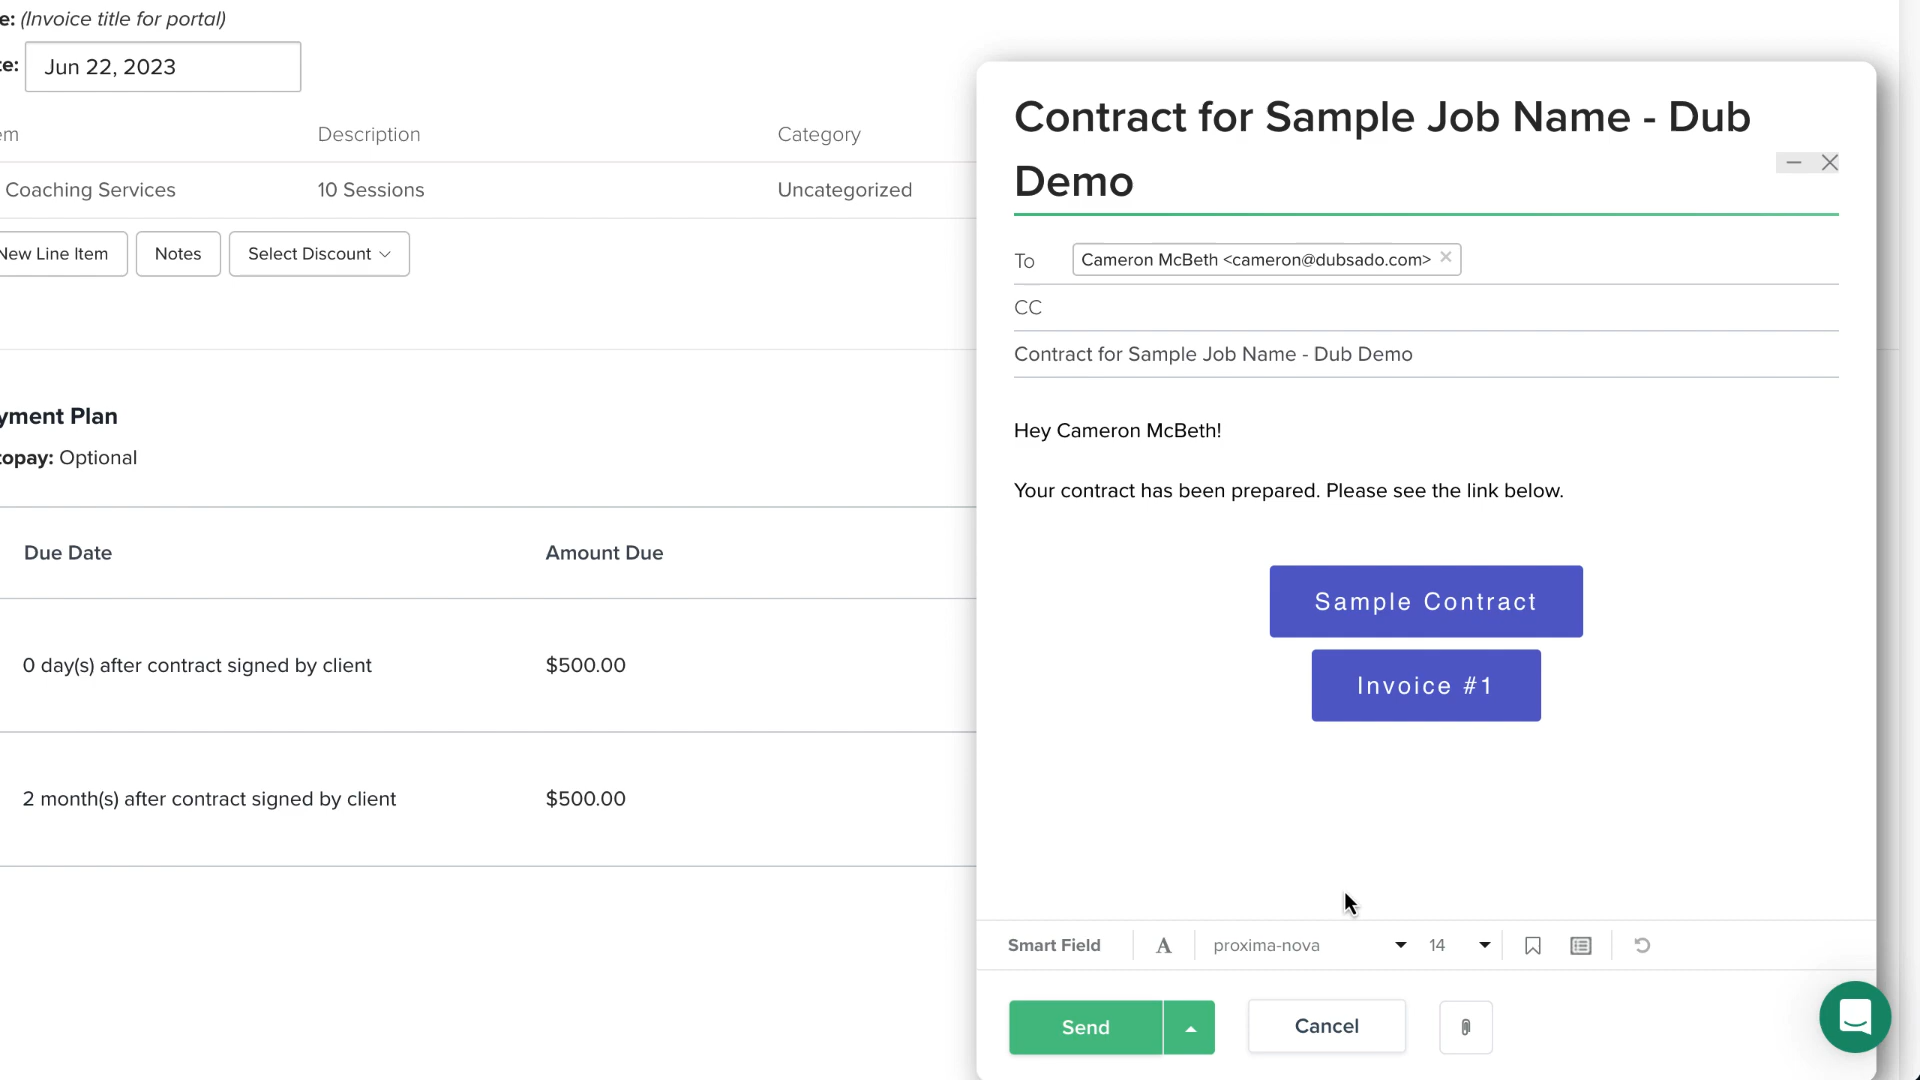 e: (Invoice title for portal)
te: Jun 22, 2023
em Description Category
Coaching Services 10 Sessions Uncategorized
New Line Item Notes Select Discount
yment Plan
topay: Optional
Due Date Amount Due
0 day(s) after contract signed by client $500.00
2 month(s) after contract signed by client $500.00
Contract for Sample Job Name - Dub
Demo
To Cameron McBeth <cameron@dubsado.com>
CC
Contract for Sample Job Name - Dub Demo
Hey Cameron McBeth!
Your contract has been prepared. Please see the link below.
Sample Contract
Invoice #1
Smart Field A proxima-nova 14
Send Cancel